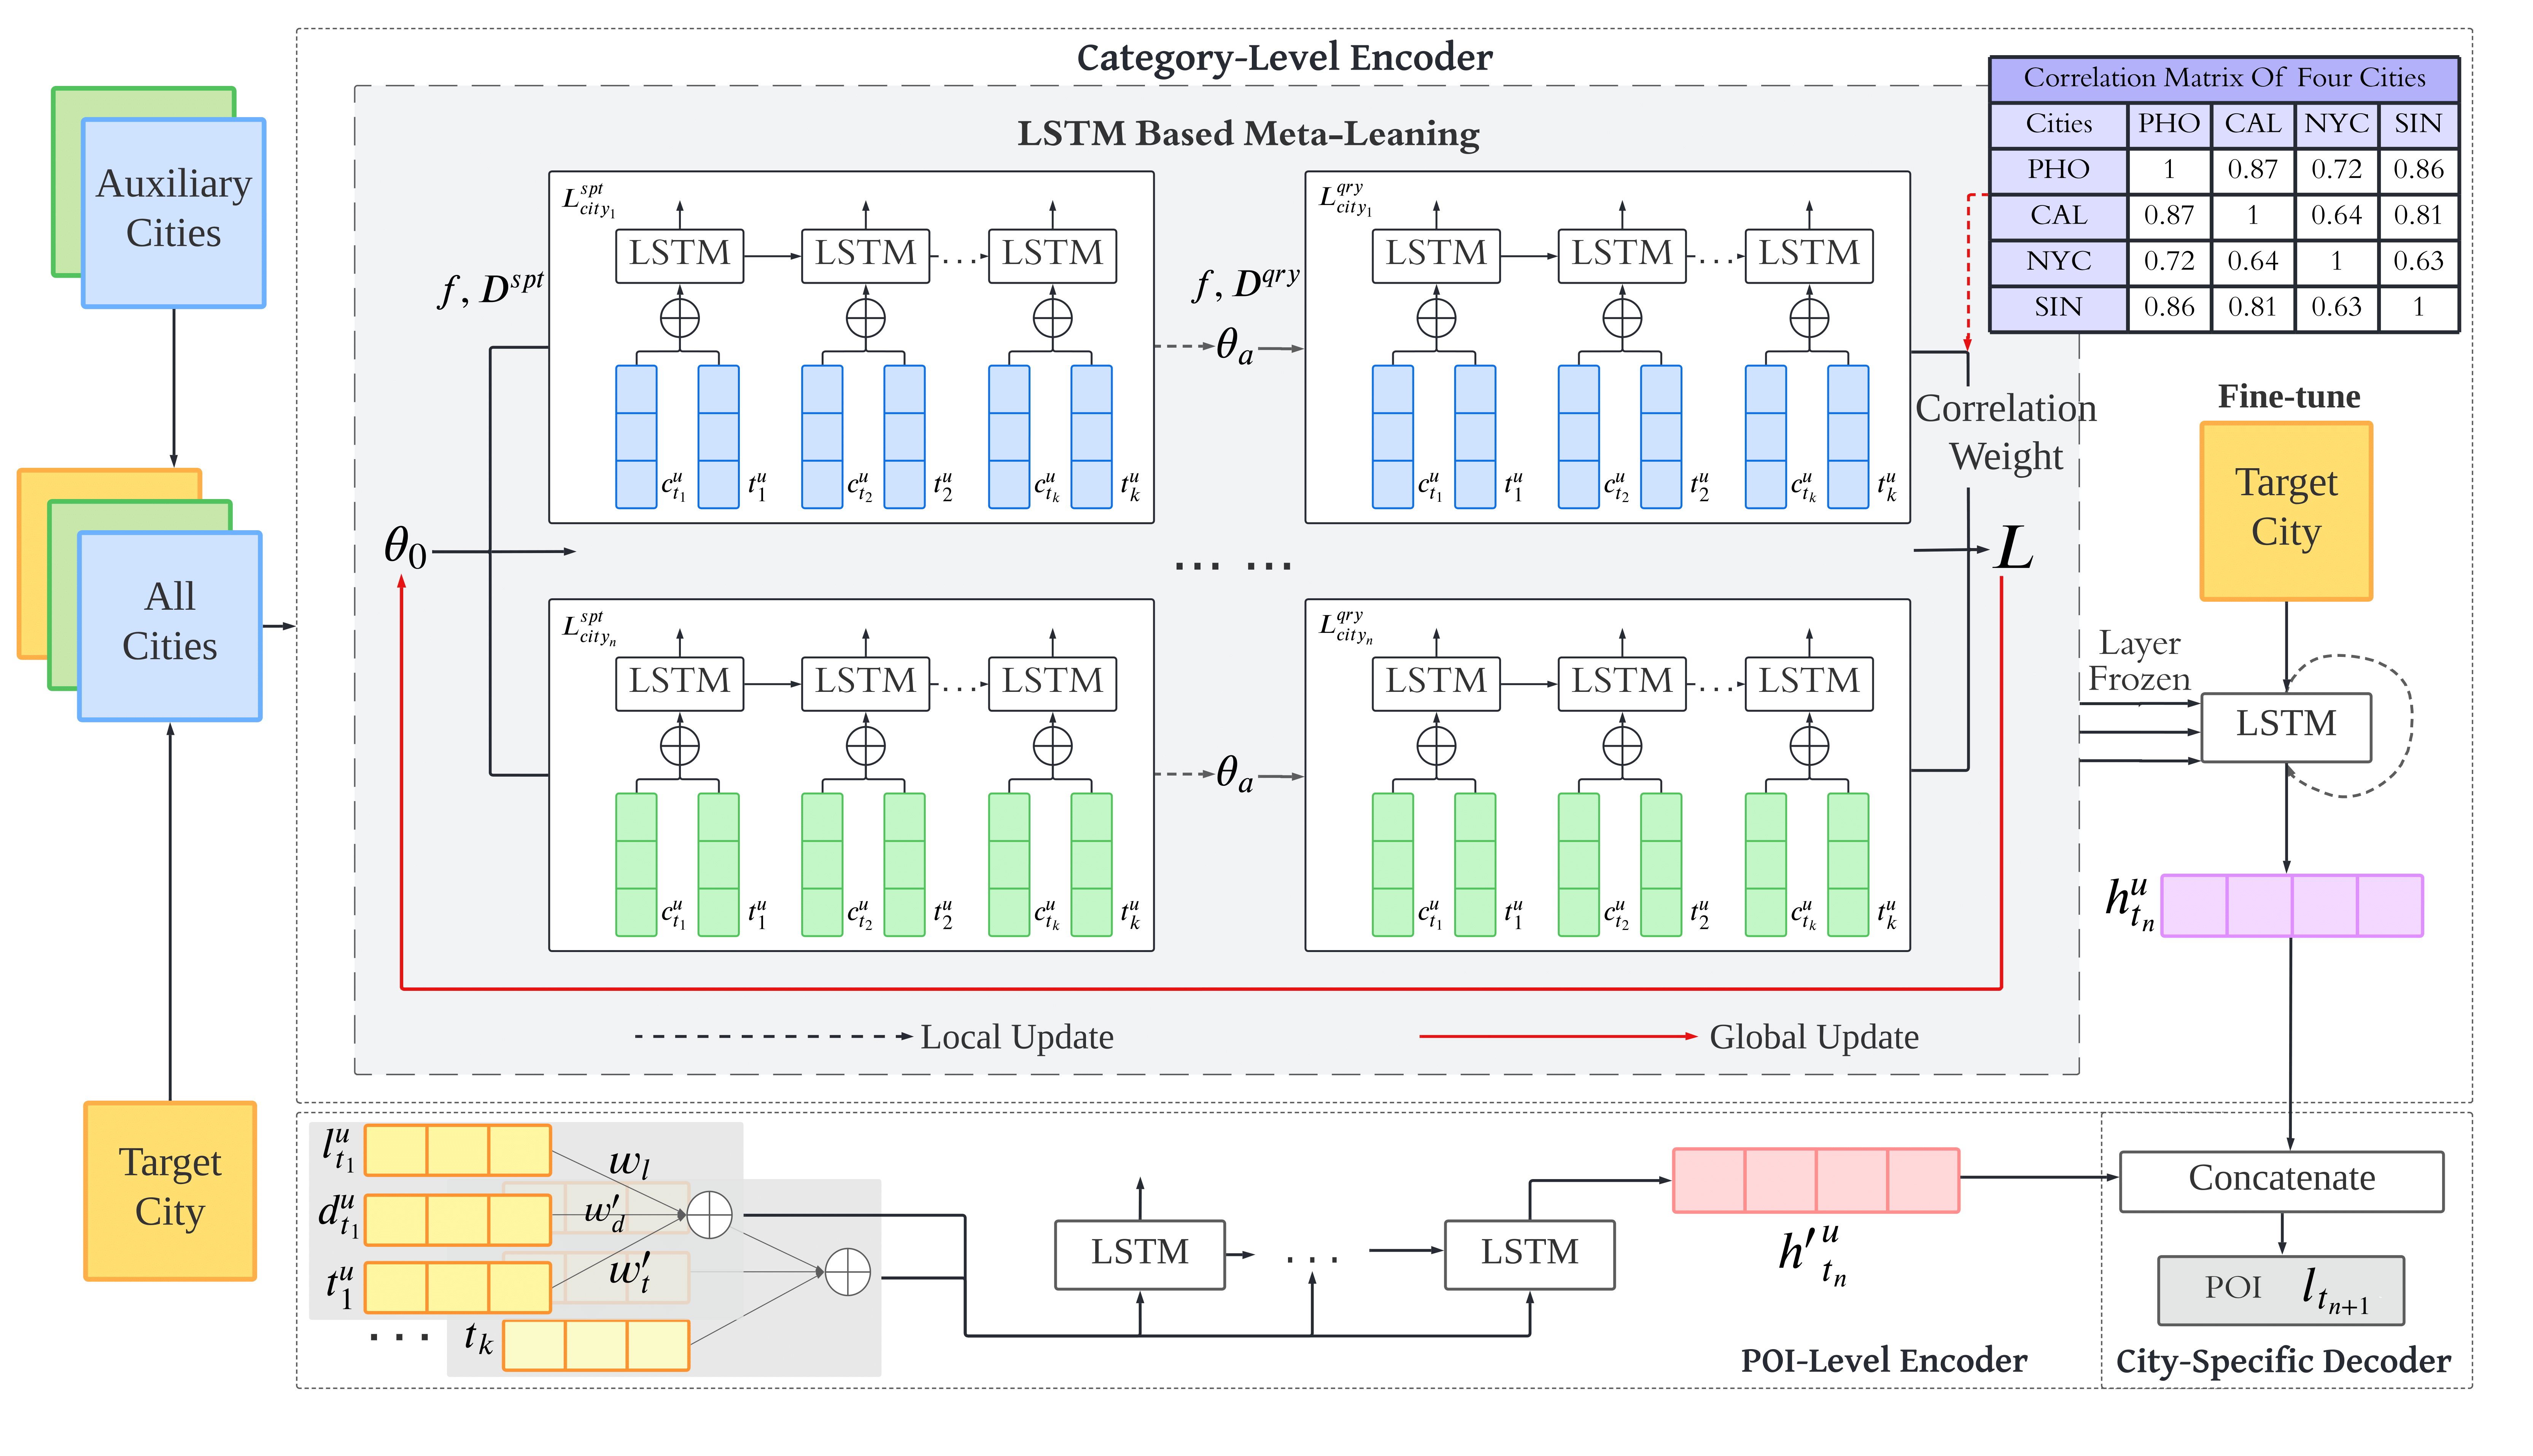 Category-Level Encoder
LSTM Based Meta-Leaning
Correlation Matrix Of Four Cities
Cities PHO CAL NYC SIN
PHO 1 0.87 0.72 0.86
CAL 0.87 1 0.64 0.81
NYC 0.72 0.64 1 0.63
SIN 0.86 0.81 0.63 1
Auxiliary
Cities
All
Cities
Target
City
f, D^{spt}
L^{spt}_{city_1}
LSTM LSTM ... LSTM
c^u_{t_1} t^u_1 c^u_{t_2} t^u_2 c^u_{t_k} t^u_k
θ_a
f, D^{qry}
L^{qry}_{city_1}
LSTM LSTM ... LSTM
c^u_{t_1} t^u_1 c^u_{t_2} t^u_2 c^u_{t_k} t^u_k
Correlation
Weight
θ_0
... ...
L
L^{spt}_{city_n}
LSTM LSTM ... LSTM
c^u_{t_1} t^u_1 c^u_{t_2} t^u_2 c^u_{t_k} t^u_k
θ_a
L^{qry}_{city_n}
LSTM LSTM ... LSTM
c^u_{t_1} t^u_1 c^u_{t_2} t^u_2 c^u_{t_k} t^u_k
Local Update
Global Update
Fine-tune
Target
City
Layer
Frozen
LSTM
h^u_{t_n}
l^u_{t_1}
d^u_{t_1}
t^u_1
... t_k
w_l
w'_d
w'_t
LSTM ... LSTM
h'^u_{t_n}
POI-Level Encoder
Concatenate
POI l_{t_{n+1}}
City-Specific Decoder